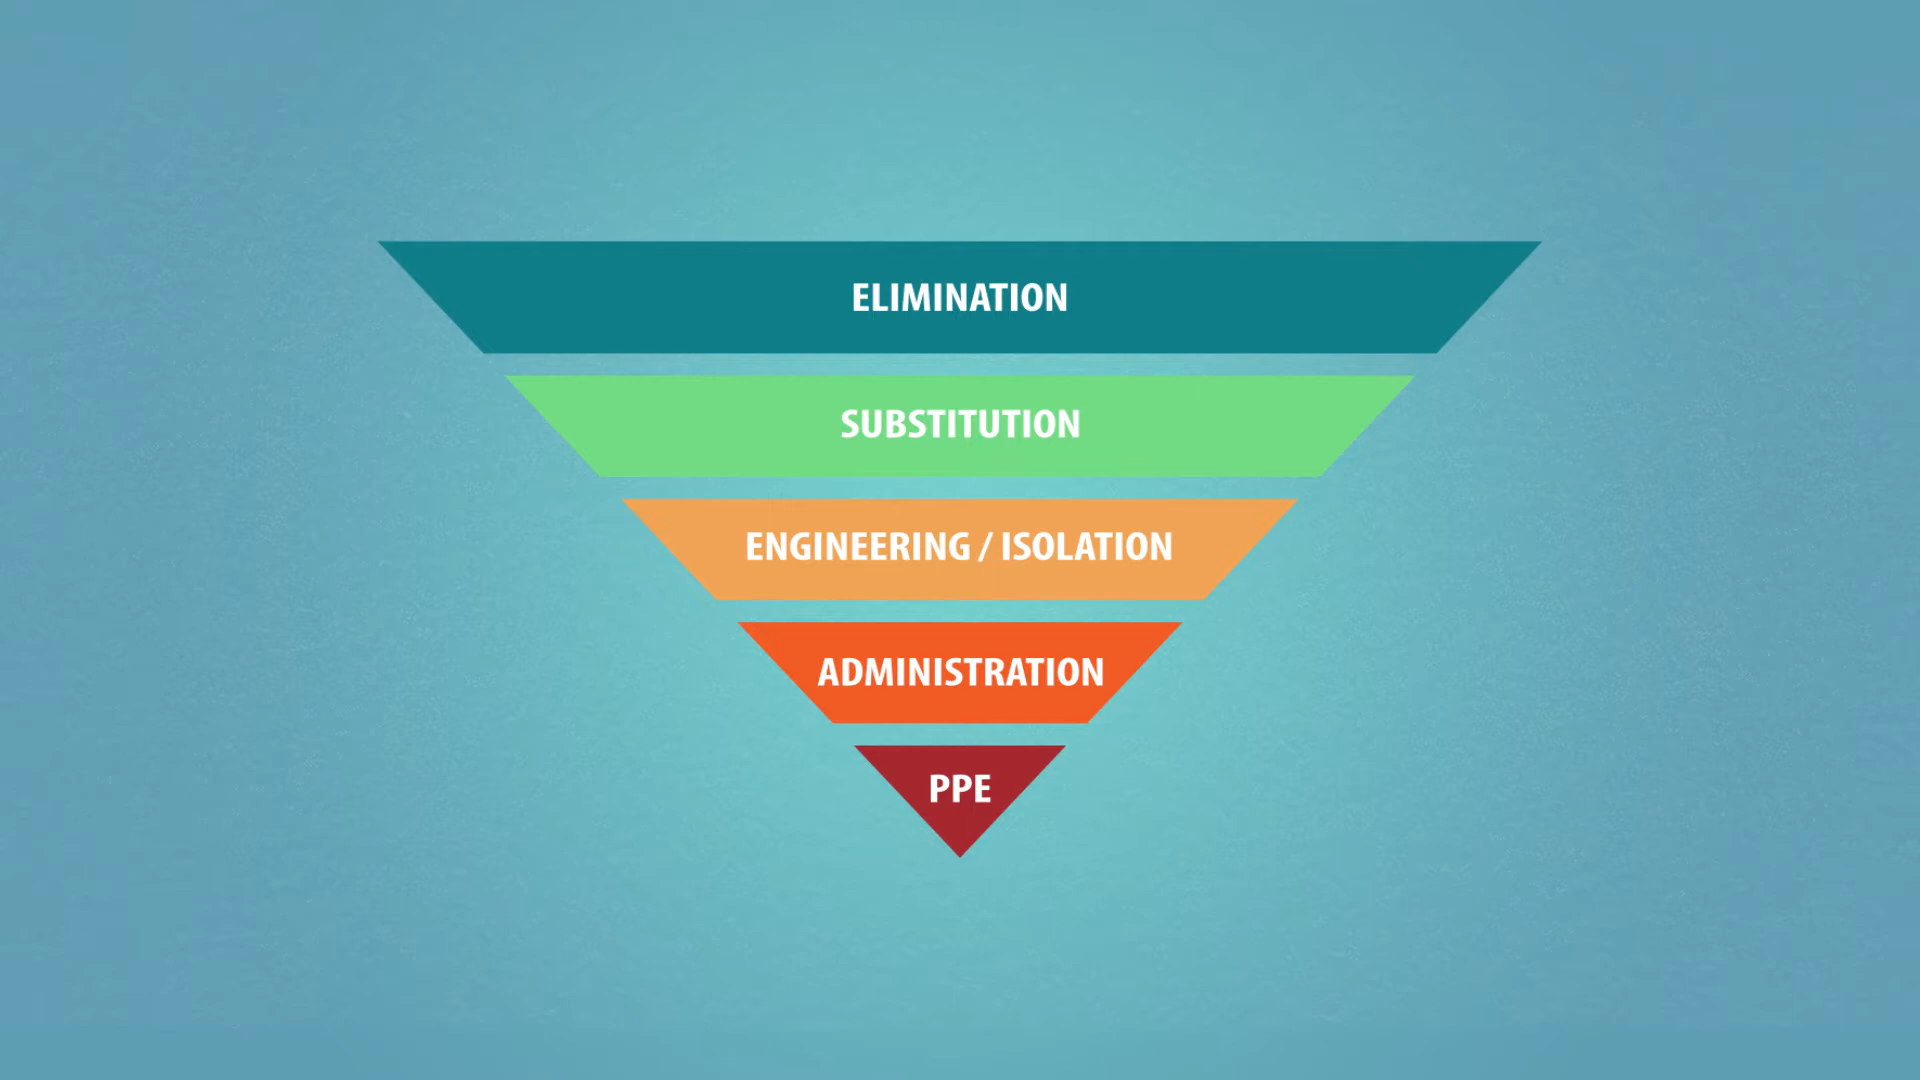 ELIMINATION
SUBSTITUTION
ENGINEERING / ISOLATION
ADMINISTRATION
PPE